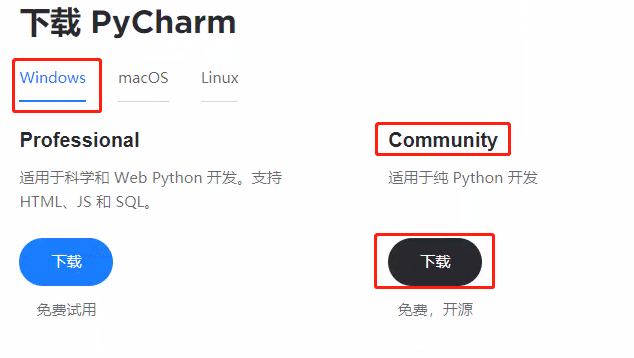 下载 PyCharm
Windows macOS Linux
Professional
适用于科学和 Web Python 开发。支持
HTML、JS 和 SQL。
下载
免费试用
Community
适用于纯 Python 开发
下载
免费，开源